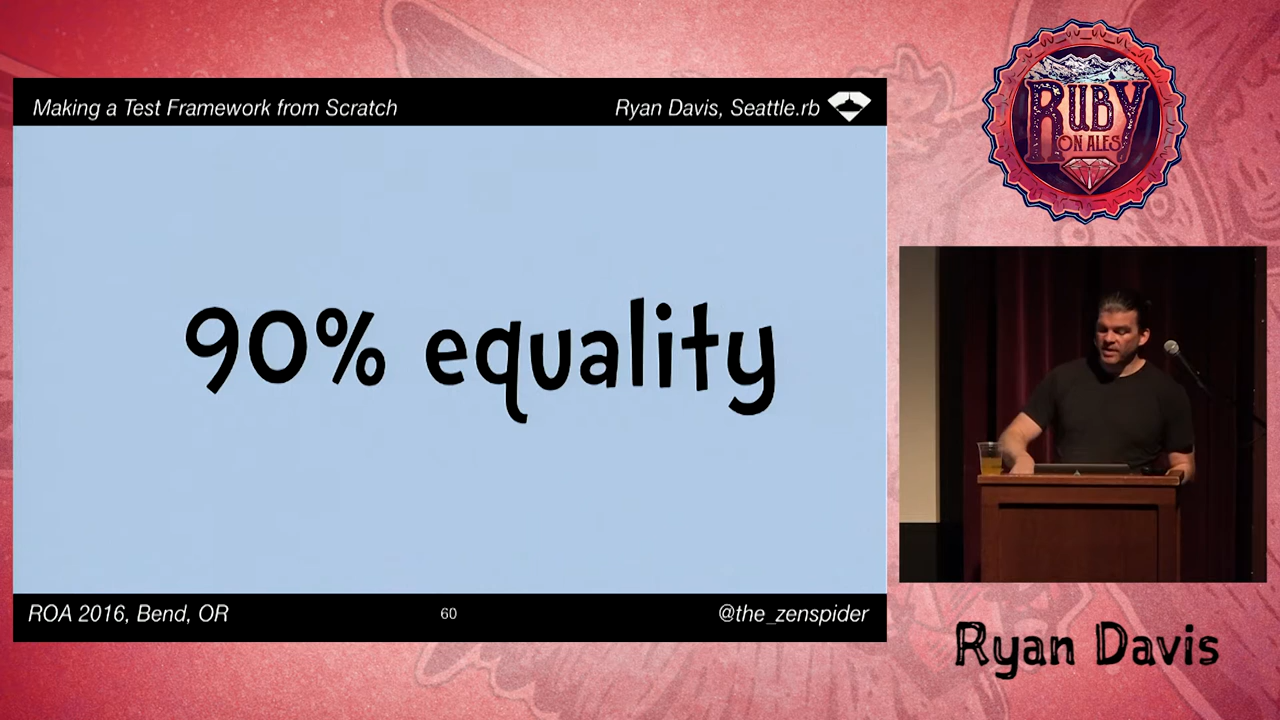 Making a Test Framework from Scratch
Ryan Davis, Seattle.rb
90% equality
ROA 2016, Bend, OR
60
@the_zenspider
RUBY
ON ALES
Ryan Davis